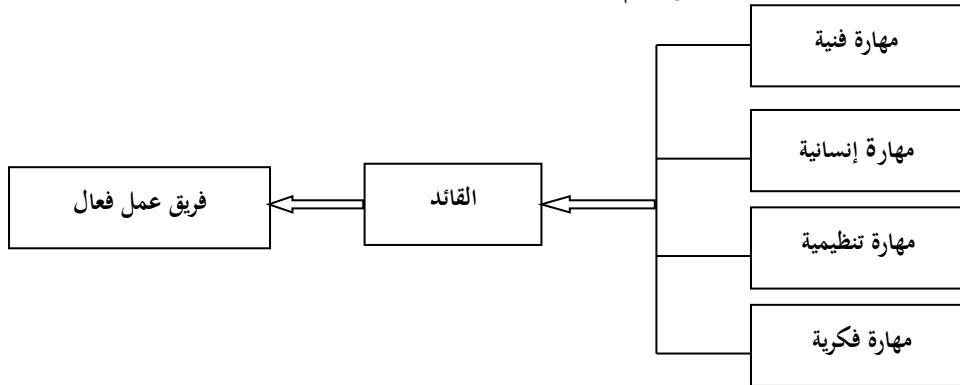 مهارة فنية
مهارة إنسانية
القائد
فريق عمل فعال
مهارة تنظيمية
مهارة فكرية